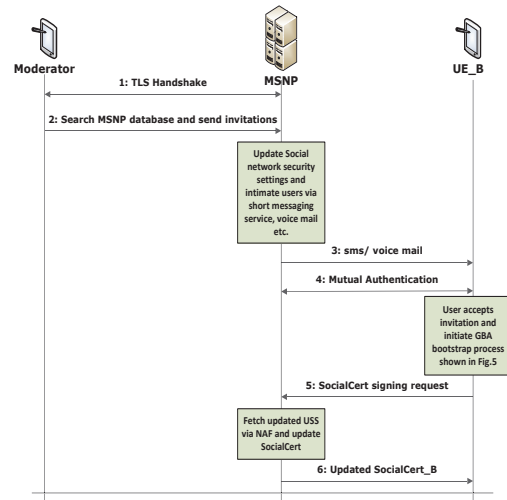 Moderator
MSNP
UE_B
1: TLS Handshake
2: Search MSNP database and send invitations
Update Social
network security
settings and
intimate users via
short messaging
service, voice mail
etc.
3: sms/ voice mail
4: Mutual Authentication
User accepts
invitation and
initiate GBA
bootstrap process
shown in Fig.5
5: SocialCert signing request
Fetch updated USS
via NAF and update
SocialCert
6: Updated SocialCert_B